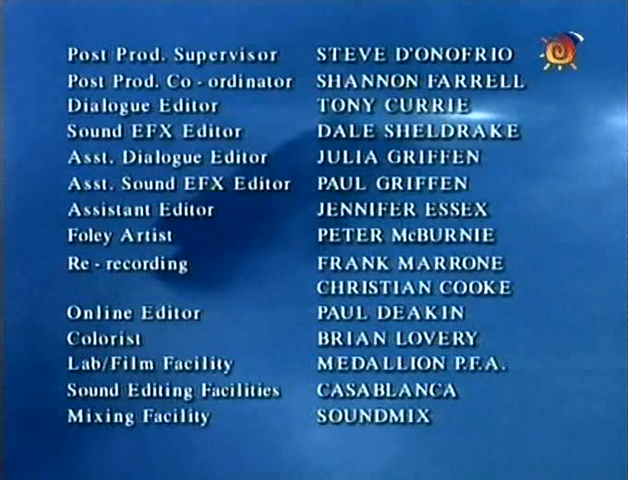 Post Prod. Supervisor STEVE D'ONOFRIO
Post Prod. Co - ordinator SHANNON FARRELL
Dialogue Editor TONY CURRIE
Sound EFX Editor DALE SHELDRAKE
Asst. Dialogue Editor JULIA GRIFFEN
Asst. Sound EFX Editor PAUL GRIFFEN
Assistant Editor JENNIFER ESSEX
Foley Artist PETER McBURNIE
Re - recording FRANK MARRONE
CHRISTIAN COOKE
Online Editor PAUL DEAKIN
Colorist BRIAN LOVERY
Lab/Film Facility MEDALLION P.F.A.
Sound Editing Facilities CASABLANCA
Mixing Facility SOUNDMIX